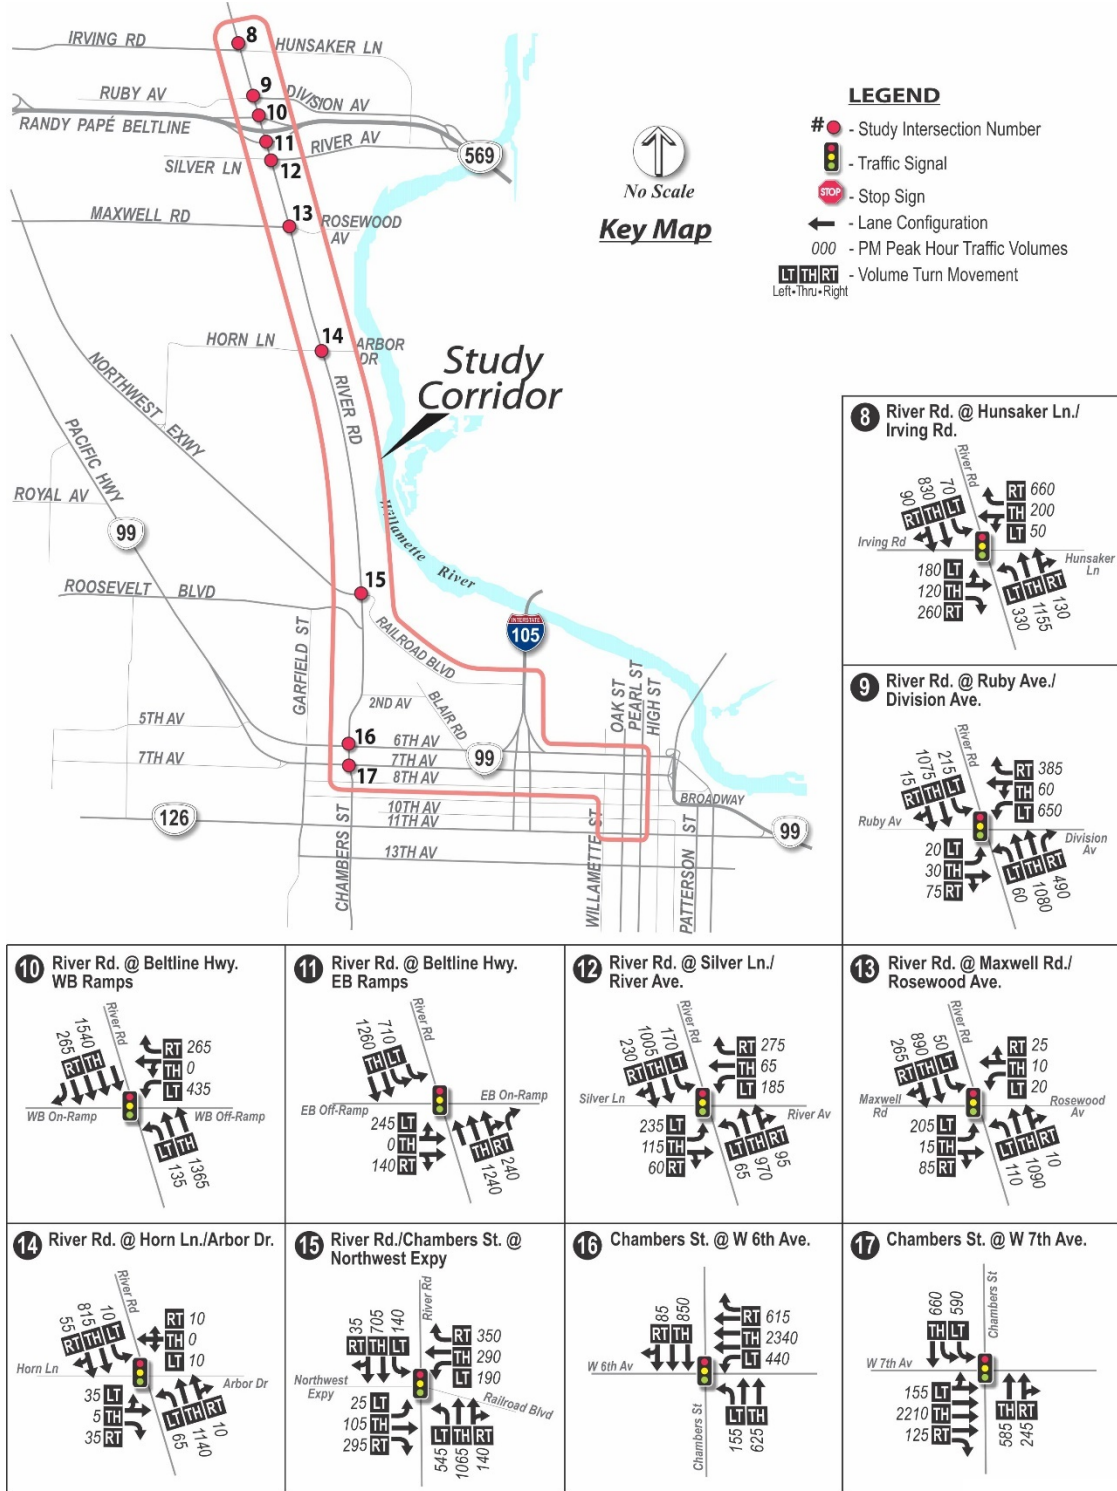 IRVING RD
8
HUNSAKER LN
RUBY AV
9
DIVISION AV
10
RANDY PAPÉ BELTLINE
11
RIVER AV
SILVER LN
12
569
MAXWELL RD
13
ROSEWOOD
AV
HORN LN
14
ARBOR
DR
RIVER RD
NORTHWEST EXWY
PACIFIC HWY
Study
Corridor
ROYAL AV
99
Willamette River
ROOSEVELT BLVD
15
GARFIELD ST
RAILROAD BLVD
INTERSTATE
105
OAK ST
PEARL ST
HIGH ST
2ND AV
BLAIR RD
5TH AV
16
6TH AV
99
7TH AV
7TH AV
17
8TH AV
BROADWAY
126
10TH AV
11TH AV
99
13TH AV
CHAMBERS ST
WILLAMETTE ST
PATTERSON ST
No Scale
Key Map
LEGEND
# - Study Intersection Number
- Traffic Signal
STOP - Stop Sign
- Lane Configuration
000 - PM Peak Hour Traffic Volumes
LT TH RT - Volume Turn Movement
Left•Thru•Right
8 River Rd. @ Hunsaker Ln./
Irving Rd.
River Rd
90 830 70
RT TH LT
RT 660
TH 200
LT 50
Irving Rd
Hunsaker
Ln
180 LT
120 TH
260 RT
LT TH RT
330 1155 130
9 River Rd. @ Ruby Ave./
Division Ave.
River Rd
15 1075 215
RT TH LT
RT 385
TH 60
LT 650
Ruby Av
Division
Av
20 LT
30 TH
75 RT
LT TH RT
60 1080 490
10 River Rd. @ Beltline Hwy.
WB Ramps
River Rd
265 1540
RT TH
RT 265
TH 0
LT 435
WB On-Ramp
WB Off-Ramp
LT TH
135 1365
11 River Rd. @ Beltline Hwy.
EB Ramps
River Rd
1260 710
TH LT
EB Off-Ramp
EB On-Ramp
245 LT
0 TH
140 RT
TH RT
1240 240
12 River Rd. @ Silver Ln./
River Ave.
River Rd
230 1005 170
RT TH LT
RT 275
TH 65
LT 185
Silver Ln
River Av
235 LT
115 TH
60 RT
LT TH RT
65 970 95
13 River Rd. @ Maxwell Rd./
Rosewood Ave.
River Rd
265 890 50
RT TH LT
RT 25
TH 10
LT 20
Maxwell
Rd
Rosewood
Av
205 LT
15 TH
85 RT
LT TH RT
110 1090 10
14 River Rd. @ Horn Ln./Arbor Dr.
River Rd
55 815 10
RT TH LT
RT 10
TH 0
LT 10
Horn Ln
Arbor Dr
35 LT
5 TH
35 RT
LT TH RT
65 1140 10
15 River Rd./Chambers St. @
Northwest Expy
River Rd
35 705 140
RT TH LT
RT 350
TH 290
LT 190
Northwest
Expy
Railroad Blvd
25 LT
105 TH
295 RT
LT TH RT
545 1065 140
16 Chambers St. @ W 6th Ave.
85 850
RT TH
RT 615
TH 2340
LT 440
W 6th Av
Chambers St
LT TH
155 625
17 Chambers St. @ W 7th Ave.
Chambers St
660 590
TH LT
W 7th Av
155 LT
2210 TH
125 RT
TH RT
585 245